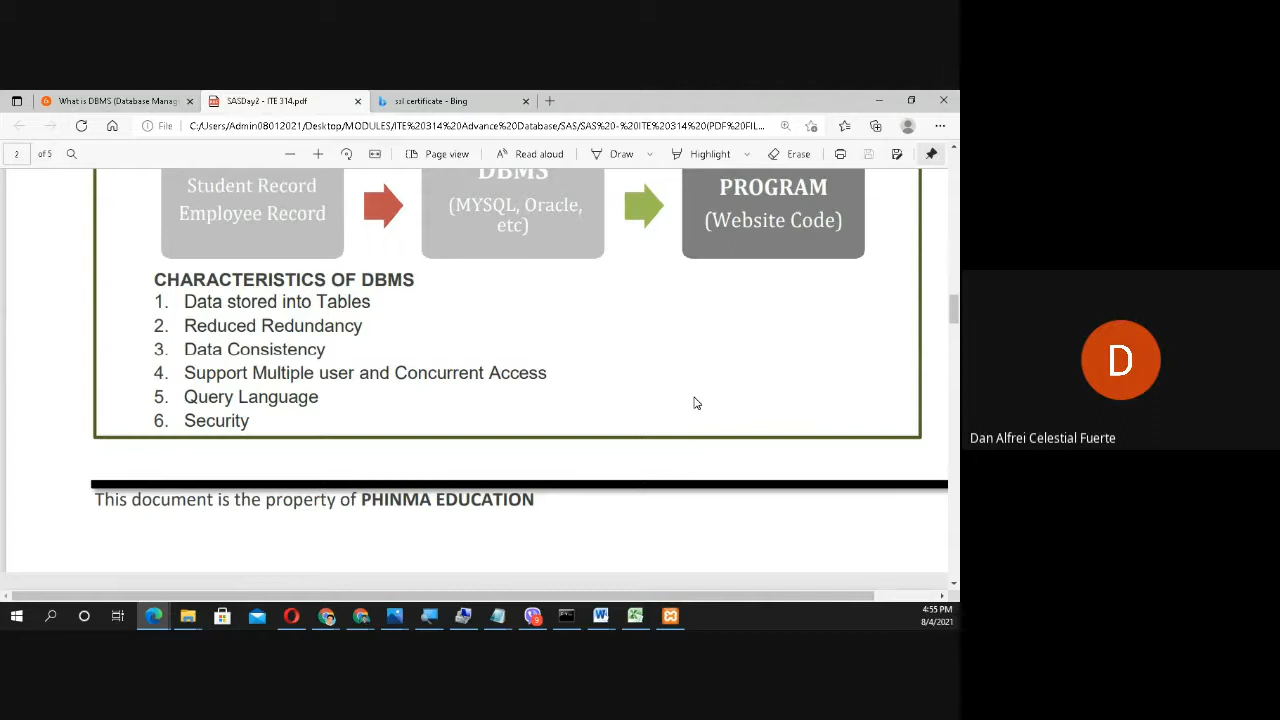 What is DBMS (Database Manag
SASDay2 - ITE 314.pdf
ssl certificate - Bing
File
C:/Users/Admin08012021/Desktop/MODULES/ITE%20314%20Advance%20Database/SAS/SAS%20-%20ITE%20314%20(PDF%20FIL...
2 of 5
Page view
Read aloud
Draw
Highlight
Erase
Student Record
Employee Record
DBMS
(MYSQL, Oracle,
etc)
PROGRAM
(Website Code)
CHARACTERISTICS OF DBMS
1. Data stored into Tables
2. Reduced Redundancy
3. Data Consistency
4. Support Multiple user and Concurrent Access
5. Query Language
6. Security
This document is the property of PHINMA EDUCATION
D
Dan Alfrei Celestial Fuerte
9
4:55 PM
8/4/2021